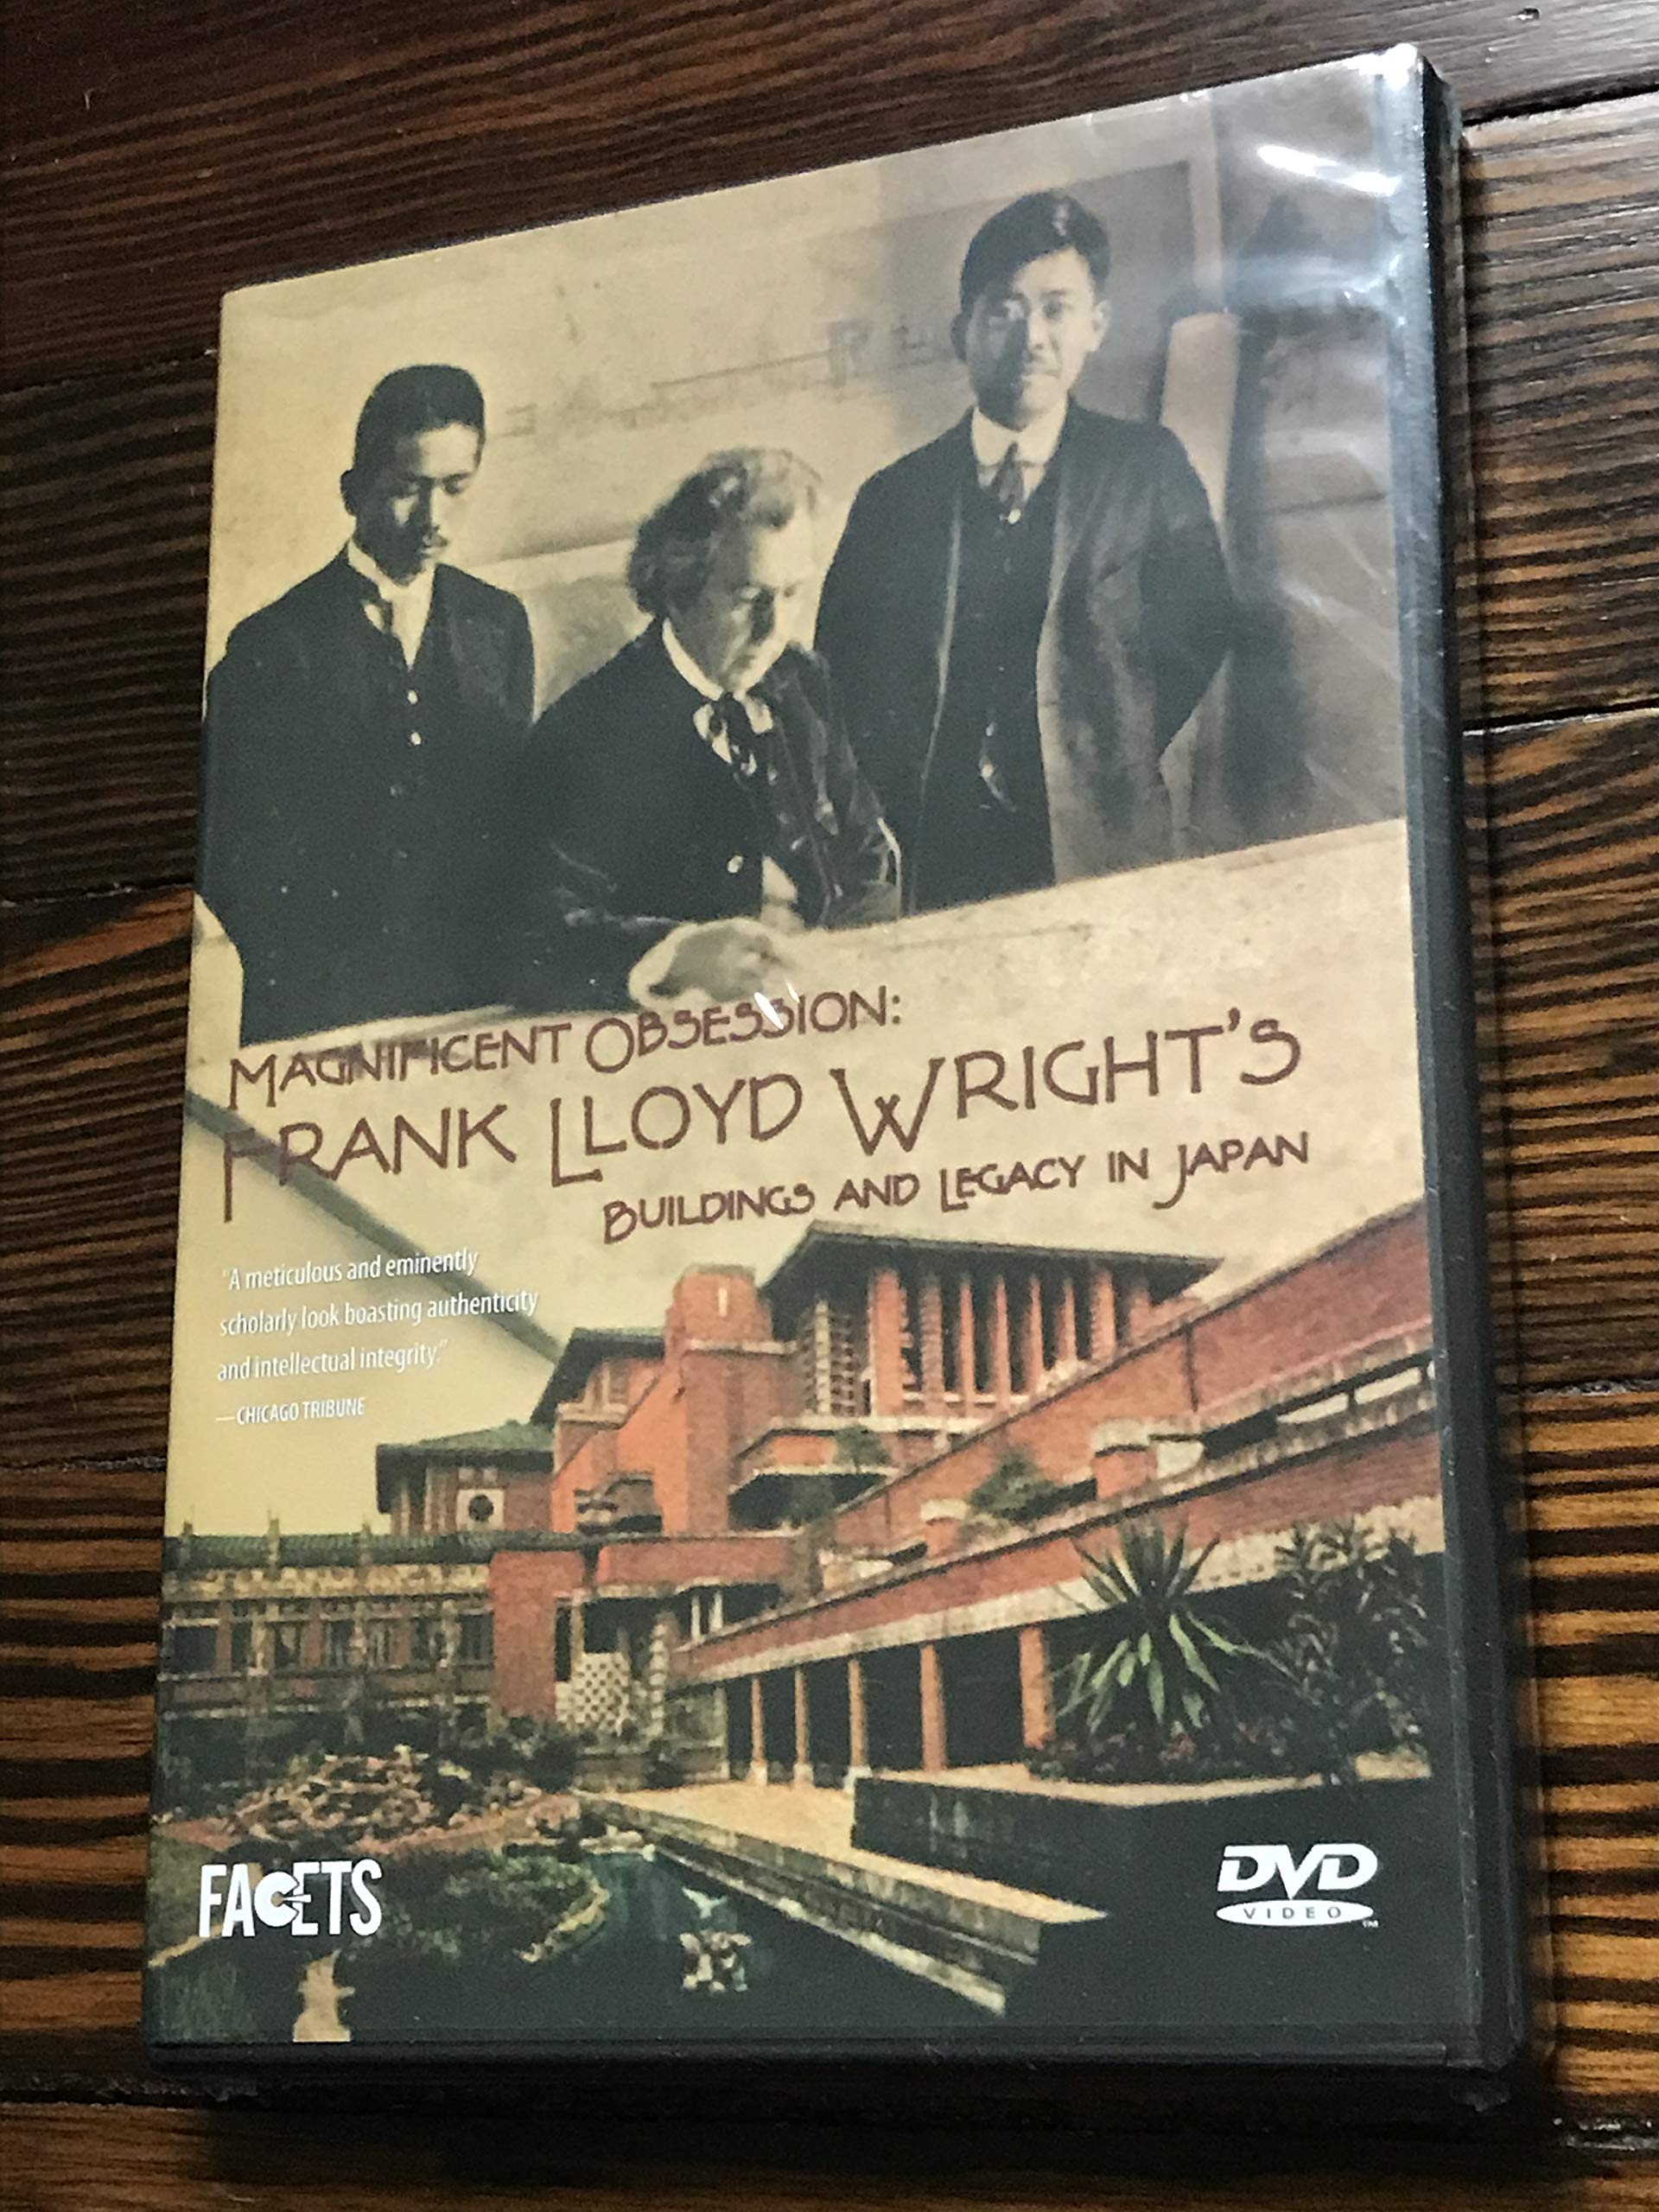 MAGNIFICENT OBSESSION:
FRANK LLOYD WRIGHT'S
BUILDINGS AND LEGACY IN JAPAN
"A meticulous and eminently
scholarly look boasting authenticity
and intellectual integrity."
—CHICAGO TRIBUNE
FACETS
DVD
VIDEO
TM